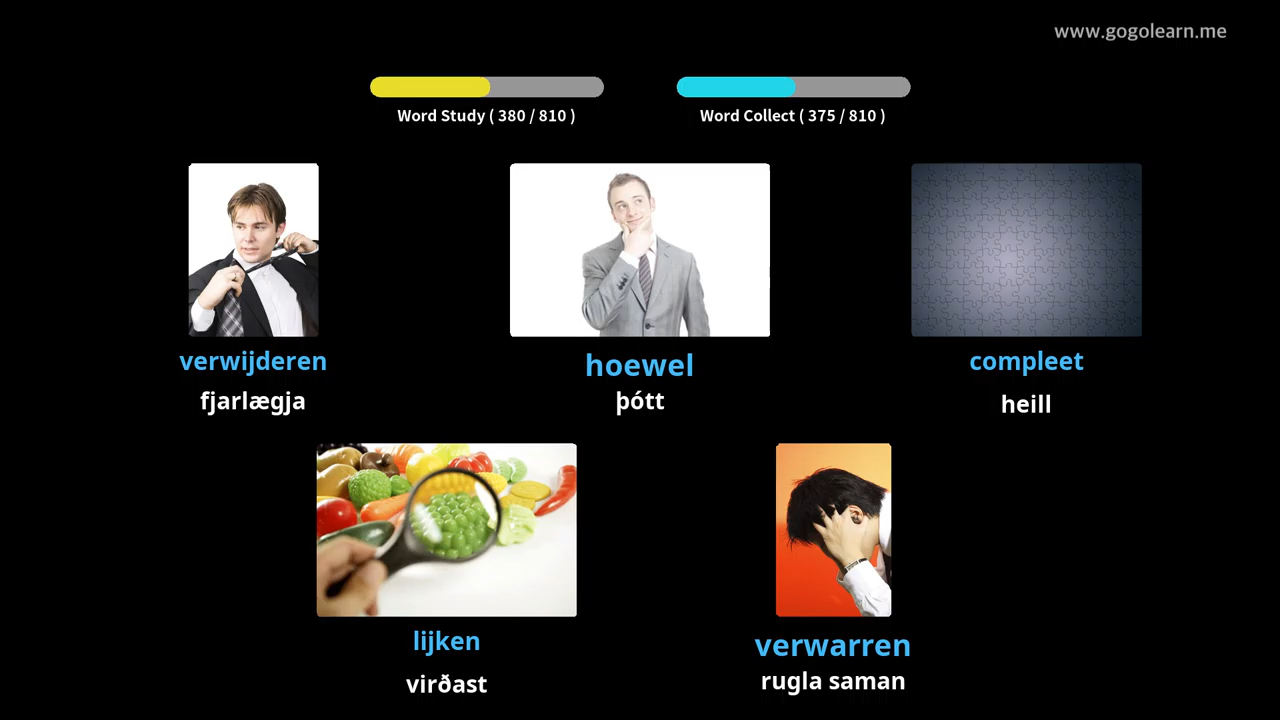 www.gogolearn.me
Word Study ( 380 / 810 )
Word Collect ( 375 / 810 )
verwijderen
fjarlægja
hoewel
þótt
compleet
heill
lijken
virðast
verwarren
rugla saman